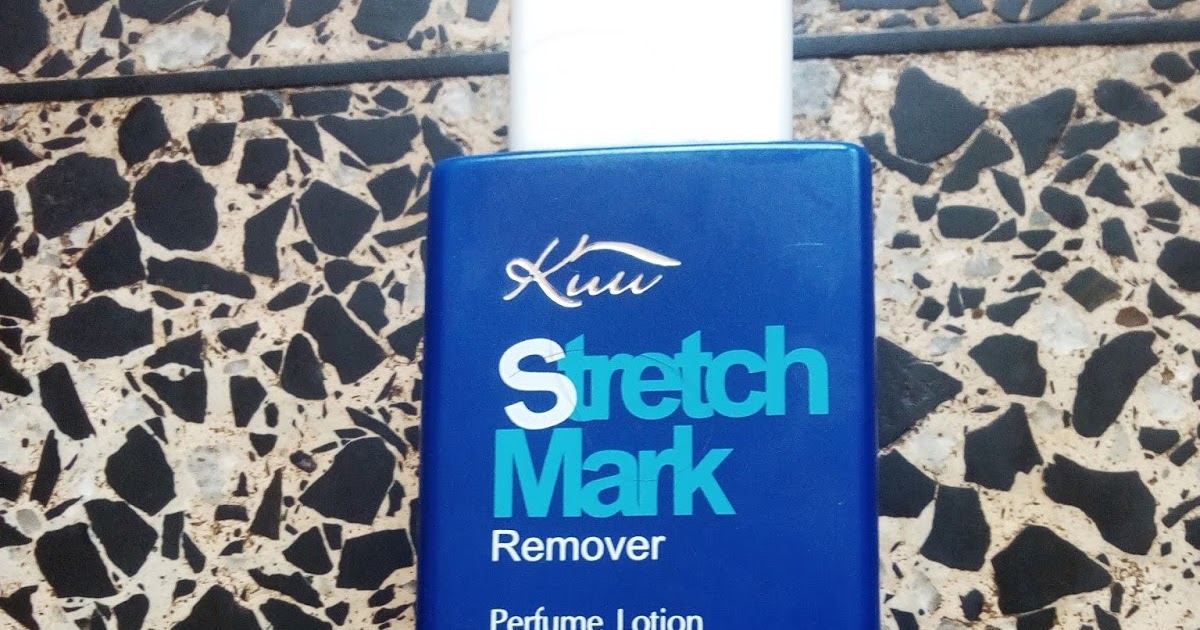 Kuu
Stretch
Mark
Remover
Perfume Lotion